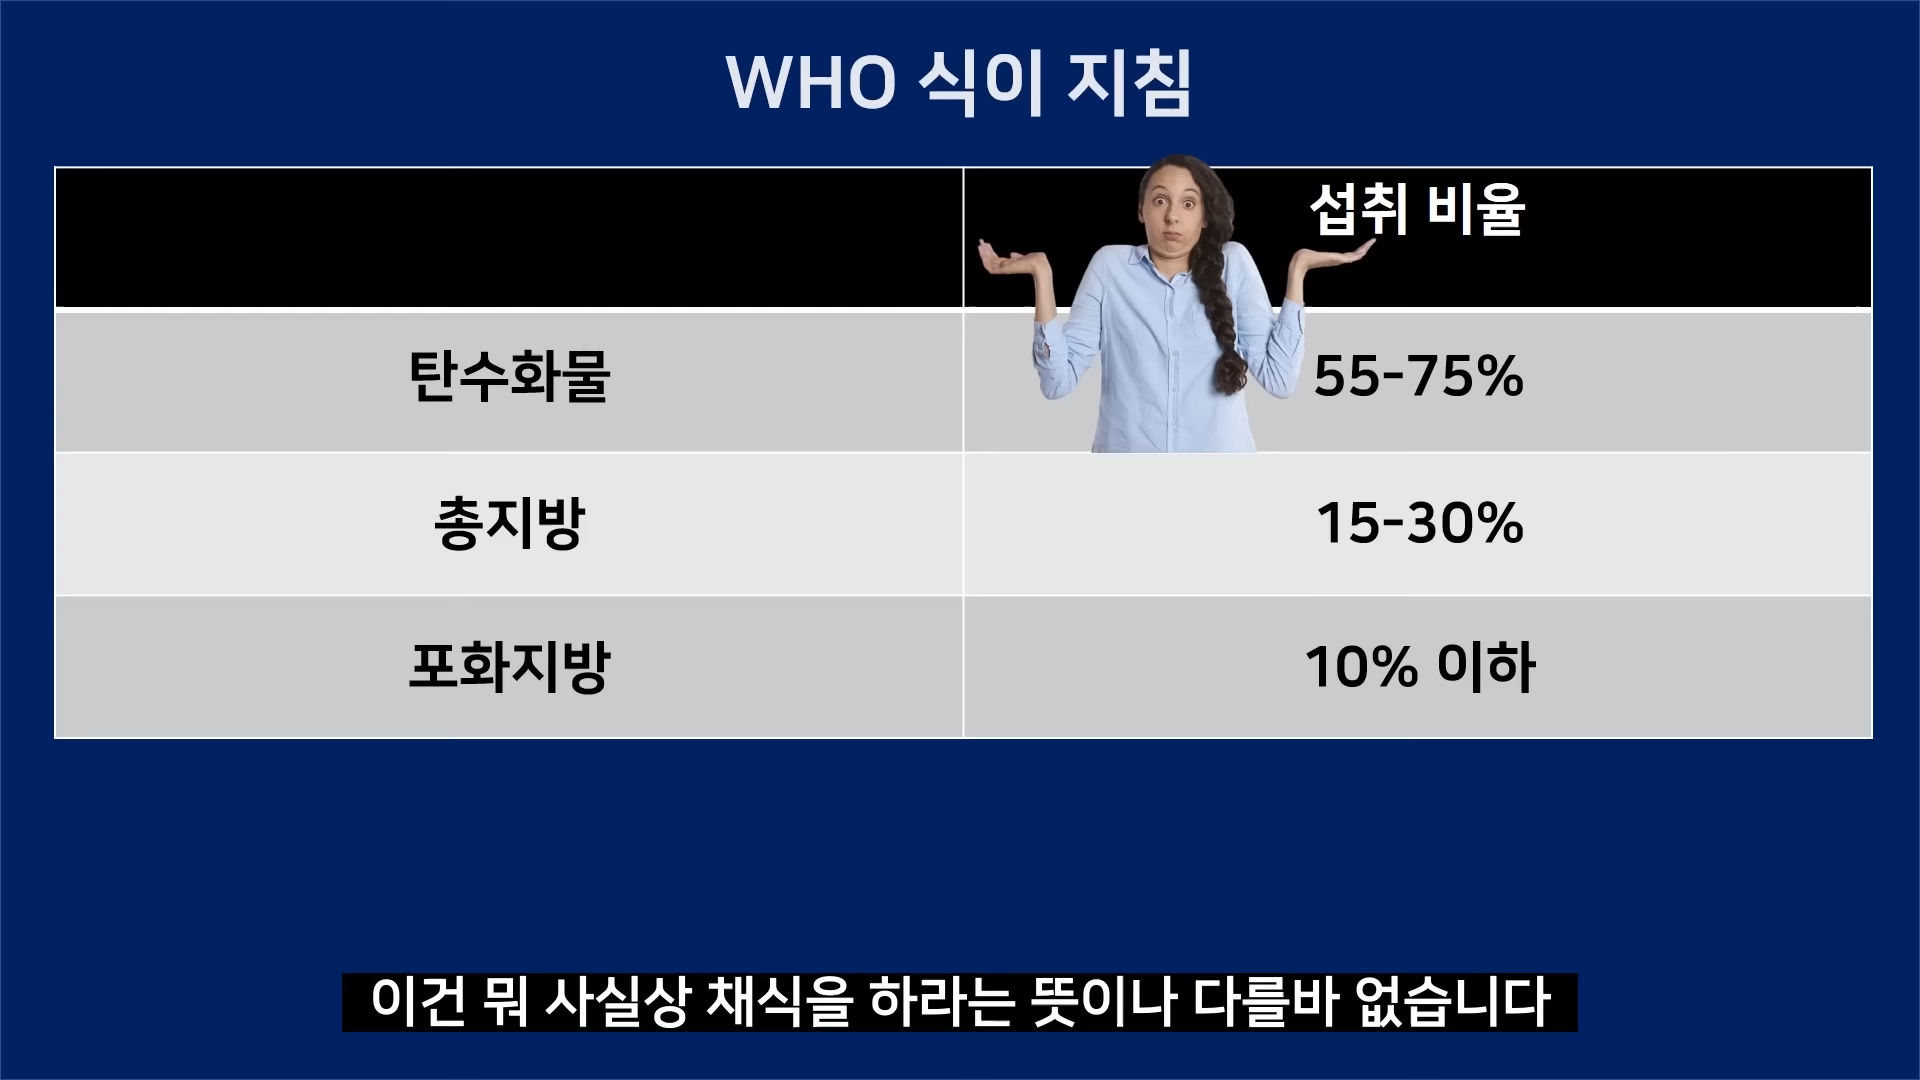 WHO 식이 지침
섭취 비율
탄수화물 55-75%
총지방 15-30%
포화지방 10% 이하
이건 뭐 사실상 채식을 하라는 뜻이나 다를바 없습니다